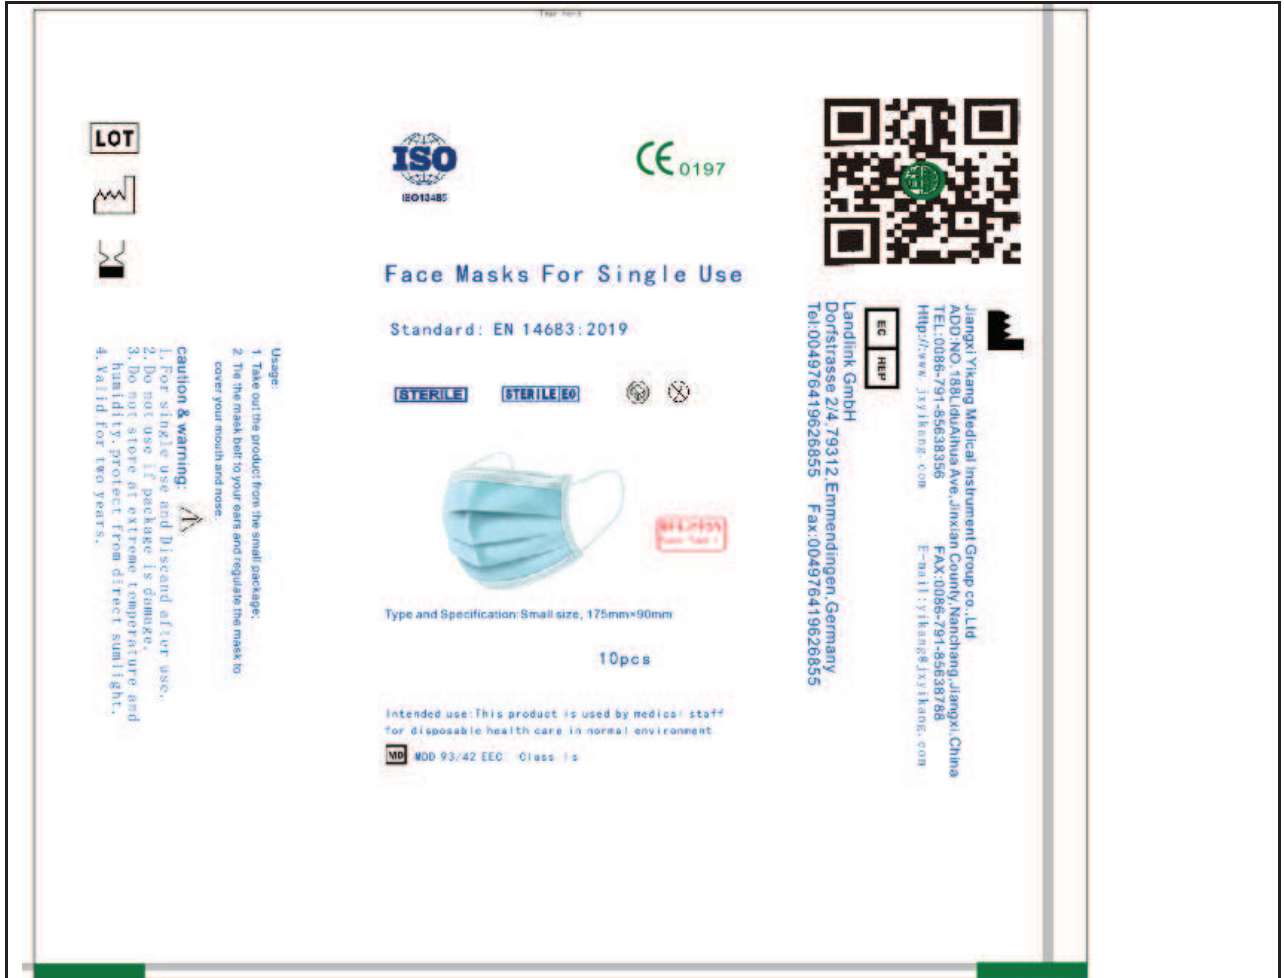 LOT
ISO
ISO13485
CE 0197
Face Masks For Single Use
Standard: EN 14683:2019
STERILE
STERILE EO
Type and Specification:Small size, 175mm×90mm
10pcs
Intended use:This product is used by medical staff
for disposable health care in normal environment
MD MDD 93/42 EEC Class Is
Usage:
1. Take out the product from the small package;
2. Tie the mask belt to your ears and regulate the mask to
cover your mouth and nose.
caution & warning:
1. For single use and Discand after use.
2. Do not use if package is damage.
3. Do not store at extreme temperature and
humidity. protect from direct sumlight.
4. Valid for two years.
Jiangxi Yikang Medical Instrument Group co.,Ltd
ADD:NO.188LiduAihua Ave,Jinxian County,Nanchang,Jiangxi,China
TEL:0086-791-85638356 FAX:0086-791-85638788
Http://www.jxyikang.com E-mail:yikang@jxyikang.com
EC REP
Landlink GmbH
Dorfstrasse 2/4,79312,Emmendingen,Germany
Tel:004976419626855 Fax:004976419626855